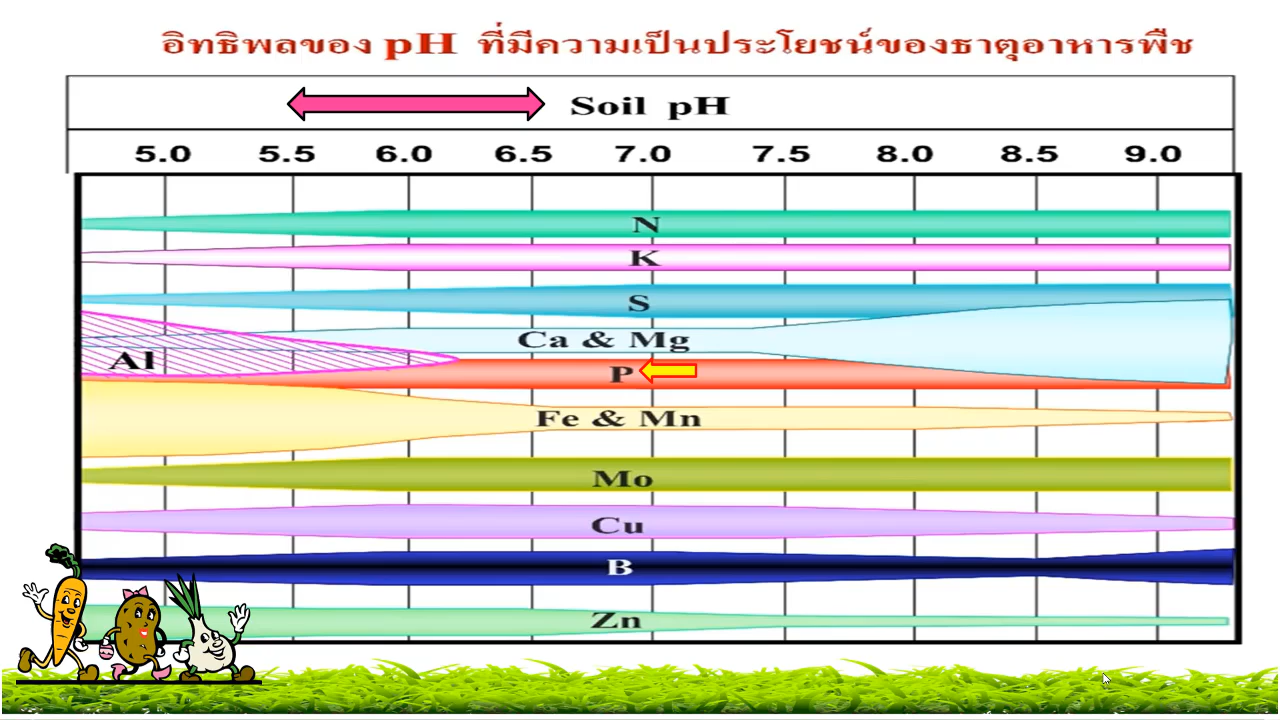 อิทธิพลของ pH ที่มีความเป็นประโยชน์ของธาตุอาหารพืช
Soil pH
5.0 5.5 6.0 6.5 7.0 7.5 8.0 8.5 9.0
N
K
S
Ca & Mg
Al
P
Fe & Mn
Mo
Cu
B
Zn